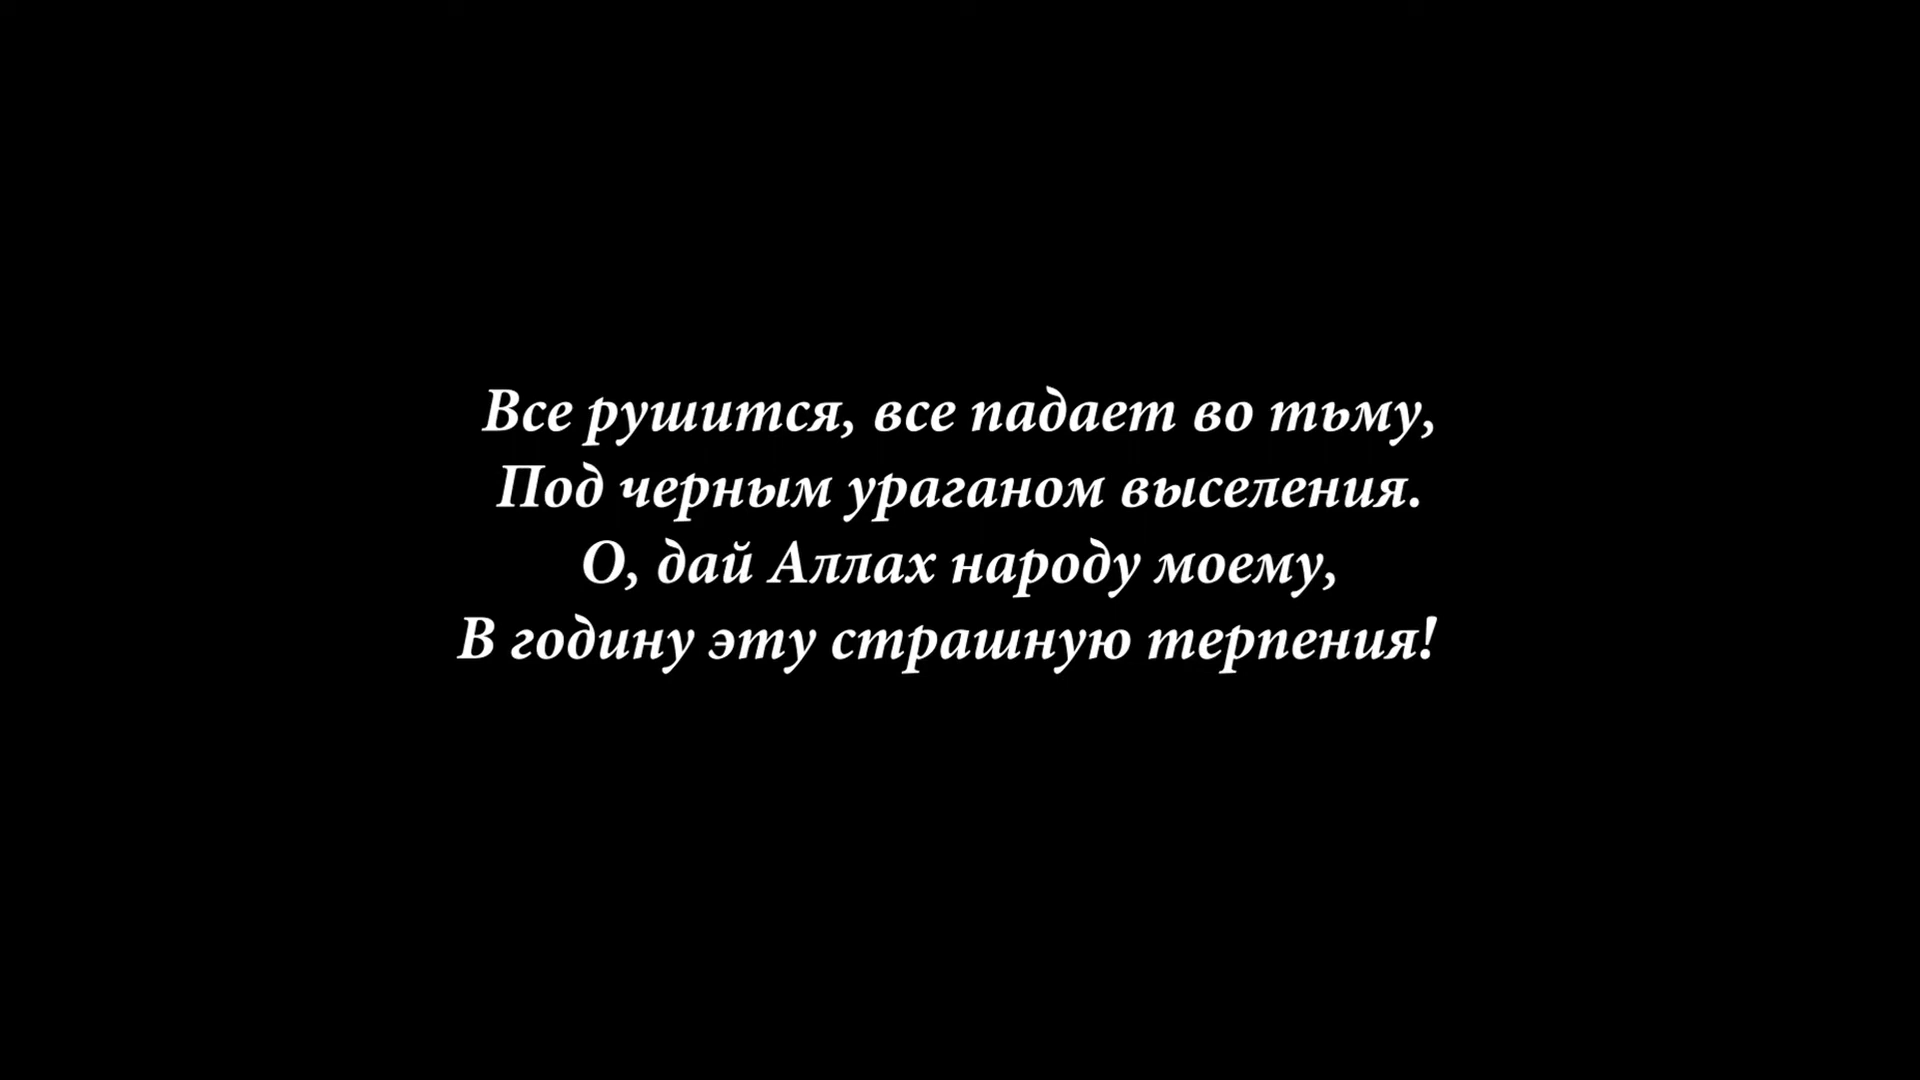 Все рушится, все падает во тьму,
Под черным ураганом выселения.
О, дай Аллах народу моему,
В годину эту страшную терпения!